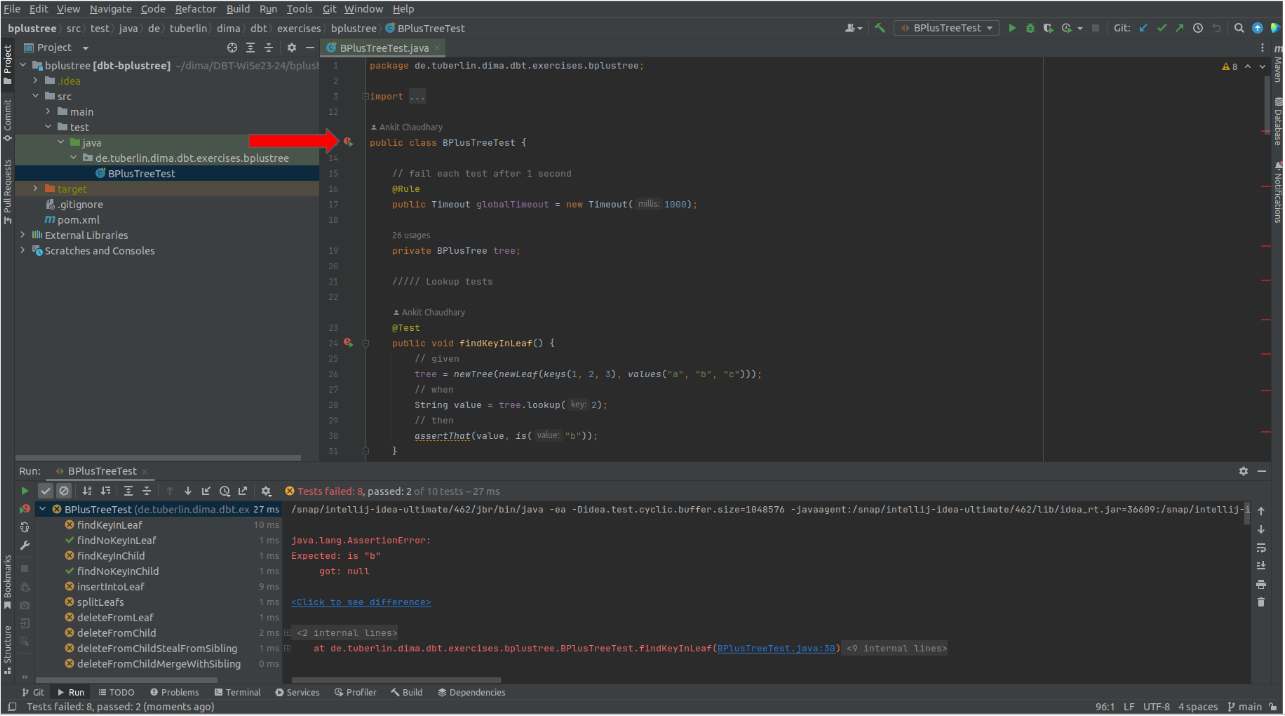 File Edit View Navigate Code Refactor Build Run Tools Git Window Help
bplustree src test java de tuberlin dima dbt exercises bplustree BPlusTreeTest
BPlusTreeTest Git:
Project
BPlusTreeTest.java
bplustree [dbt-bplustree] ~/dima/DBT-WiSe23-24/bplust
.idea
src
main
test
java
de.tuberlin.dima.dbt.exercises.bplustree
BPlusTreeTest
target
.gitignore
pom.xml
External Libraries
Scratches and Consoles
Project
Commit
Pull Requests
Bookmarks
Structure
8
1 package de.tuberlin.dima.dbt.exercises.bplustree;
2
3 import ...
12
Ankit Chaudhary
public class BPlusTreeTest {
14
15 // fail each test after 1 second
16 @Rule
17 public Timeout globalTimeout = new Timeout( millis: 1000);
18
26 usages
19 private BPlusTree tree;
20
21 ///// Lookup tests
22
Ankit Chaudhary
23 @Test
24 public void findKeyInLeaf() {
25 // given
26 tree = newTree(newLeaf(keys(1, 2, 3), values("a", "b", "c")));
27 // when
28 String value = tree.lookup( key: 2);
29 // then
30 assertThat(value, is( value: "b"));
31 }
Maven
Database
Notifications
Run: BPlusTreeTest
Tests failed: 8, passed: 2 of 10 tests – 27 ms
BPlusTreeTest (de.tuberlin.dima.dbt.ex 27 ms
findKeyInLeaf 10 ms
findNoKeyInLeaf 1 ms
findKeyInChild 1 ms
findNoKeyInChild 1 ms
insertIntoLeaf 9 ms
splitLeafs 1 ms
deleteFromLeaf 1 ms
deleteFromChild 2 ms
deleteFromChildStealFromSibling 1 ms
deleteFromChildMergeWithSibling 0 ms
/snap/intellij-idea-ultimate/462/jbr/bin/java -ea -Didea.test.cyclic.buffer.size=1048576 -javaagent:/snap/intellij-idea-ultimate/462/lib/idea_rt.jar=36609:/snap/intellij-i
java.lang.AssertionError:
Expected: is "b"
got: null
<Click to see difference>
<2 internal lines>
at de.tuberlin.dima.dbt.exercises.bplustree.BPlusTreeTest.findKeyInLeaf(BPlusTreeTest.java:30) <9 internal lines>
Git Run TODO Problems Terminal Services Profiler Build Dependencies
Tests failed: 8, passed: 2 (moments ago)
96:1 LF UTF-8 4 spaces main